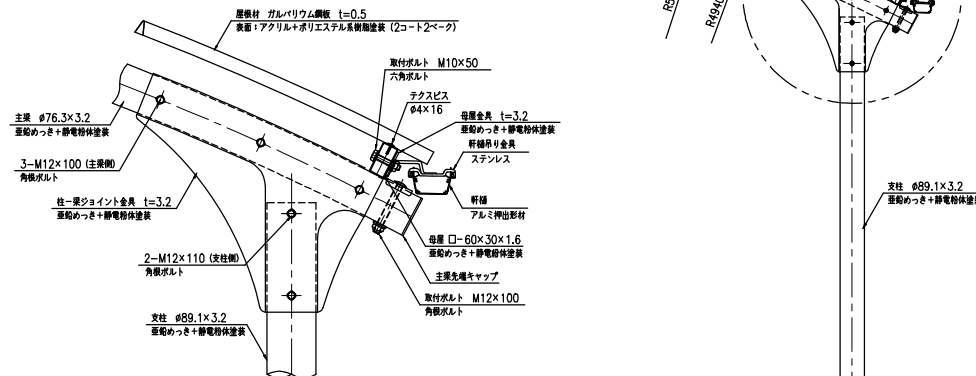 屋根材 ガルバリウム鋼板 t=0.5
表面：アクリル+ポリエステル系樹脂塗装 (2コート2ベーク)
取付ボルト M10×50
六角ボルト
テクスビス
φ4×16
母屋金具 t=3.2
亜鉛めっき+静電粉体塗装
軒樋吊り金具
ステンレス
主梁 φ76.3×3.2
亜鉛めっき+静電粉体塗装
3-M12×100 (主梁側)
角根ボルト
柱ー梁ジョイント金具 t=3.2
亜鉛めっき+静電粉体塗装
軒樋
アルミ押出形材
2-M12×110 (支柱側)
角根ボルト
母屋 ロ-60×30×1.6
亜鉛めっき+静電粉体塗装
主梁先端キャップ
取付ボルト M12×100
角根ボルト
支柱 φ89.1×3.2
亜鉛めっき+静電粉体塗装
R5
R4940
支柱 φ89.1×3.2
亜鉛めっき+静電粉体塗装